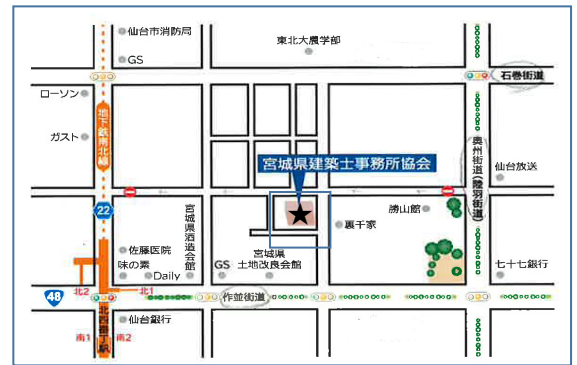 仙台市消防局
GS
東北大農学部
石巻街道
ローソン
地下鉄南北線
ガスト
奥州街道(陸羽街道)
宮城県建築士事務所協会
仙台放送
22
宮城県酒造会館
勝山館
裏千家
佐藤医院
味の素
Daily
GS
宮城県
土地改良会館
七十七銀行
48
北2
北1
作並街道
北四番丁駅
仙台銀行
南1
南2